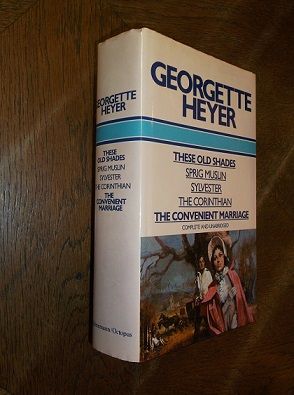 GEORGETTE
HEYER
THESE
OLD SHADES
SPRIG MUSLIN
SYLVESTER
THE CORINTHIAN
THE
CONVENIENT
MARRIAGE
GEORGETTE
HEYER
THESE OLD SHADES
SPRIG MUSLIN
SYLVESTER
THE CORINTHIAN
THE CONVENIENT MARRIAGE
COMPLETE AND UNABRIDGED
/Octopus